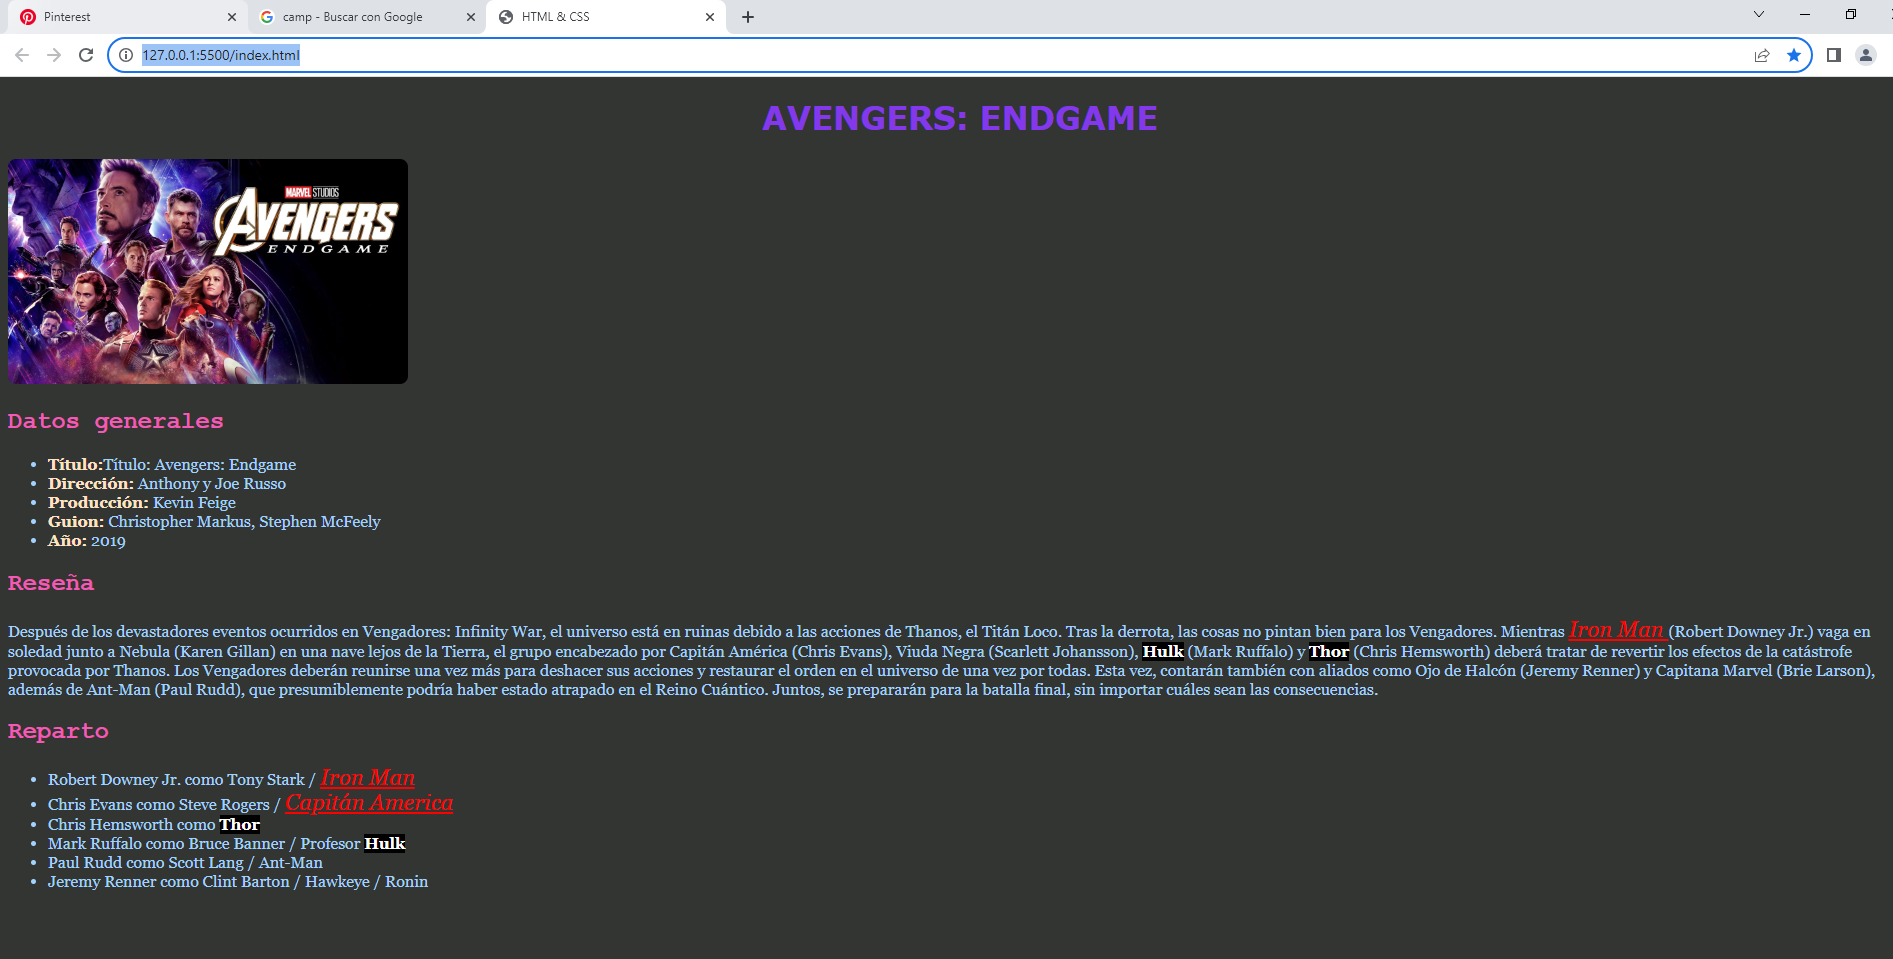 Pinterest
camp - Buscar con Google
HTML & CSS
127.0.0.1:5500/index.html
AVENGERS: ENDGAME
MARVEL STUDIOS
AVENGERS
ENDGAME
Datos generales
Título:Título: Avengers: Endgame
Dirección: Anthony y Joe Russo
Producción: Kevin Feige
Guion: Christopher Markus, Stephen McFeely
Año: 2019
Reseña
Después de los devastadores eventos ocurridos en Vengadores: Infinity War, el universo está en ruinas debido a las acciones de Thanos, el Titán Loco. Tras la derrota, las cosas no pintan bien para los Vengadores. Mientras Iron Man (Robert Downey Jr.) vaga en
soledad junto a Nebula (Karen Gillan) en una nave lejos de la Tierra, el grupo encabezado por Capitán América (Chris Evans), Viuda Negra (Scarlett Johansson), Hulk (Mark Ruffalo) y Thor (Chris Hemsworth) deberá tratar de revertir los efectos de la catástrofe
provocada por Thanos. Los Vengadores deberán reunirse una vez más para deshacer sus acciones y restaurar el orden en el universo de una vez por todas. Esta vez, contarán también con aliados como Ojo de Halcón (Jeremy Renner) y Capitana Marvel (Brie Larson),
además de Ant-Man (Paul Rudd), que presumiblemente podría haber estado atrapado en el Reino Cuántico. Juntos, se prepararán para la batalla final, sin importar cuáles sean las consecuencias.
Reparto
Robert Downey Jr. como Tony Stark / Iron Man
Chris Evans como Steve Rogers / Capitán America
Chris Hemsworth como Thor
Mark Ruffalo como Bruce Banner / Profesor Hulk
Paul Rudd como Scott Lang / Ant-Man
Jeremy Renner como Clint Barton / Hawkeye / Ronin